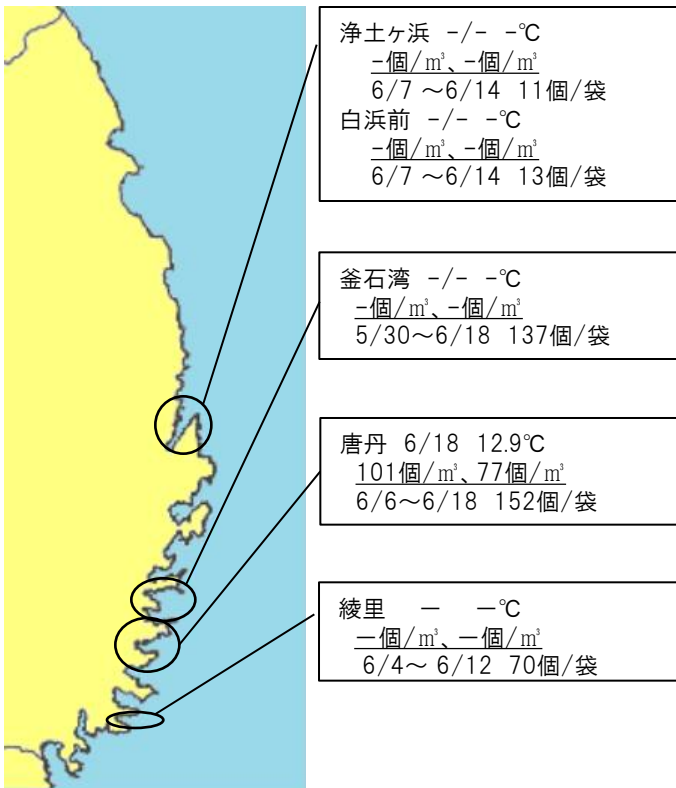 浄土ヶ浜 -/- -℃
-個/㎥、-個/㎥
6/7 ～6/14 11個/袋
白浜前 -/- -℃
-個/㎥、-個/㎥
6/7 ～6/14 13個/袋
釜石湾 -/- -℃
-個/㎥、-個/㎥
5/30～6/18 137個/袋
唐丹 6/18 12.9℃
101個/㎥、77個/㎥
6/6～6/18 152個/袋
綾里 － －℃
－個/㎥、－個/㎥
6/4～ 6/12 70個/袋